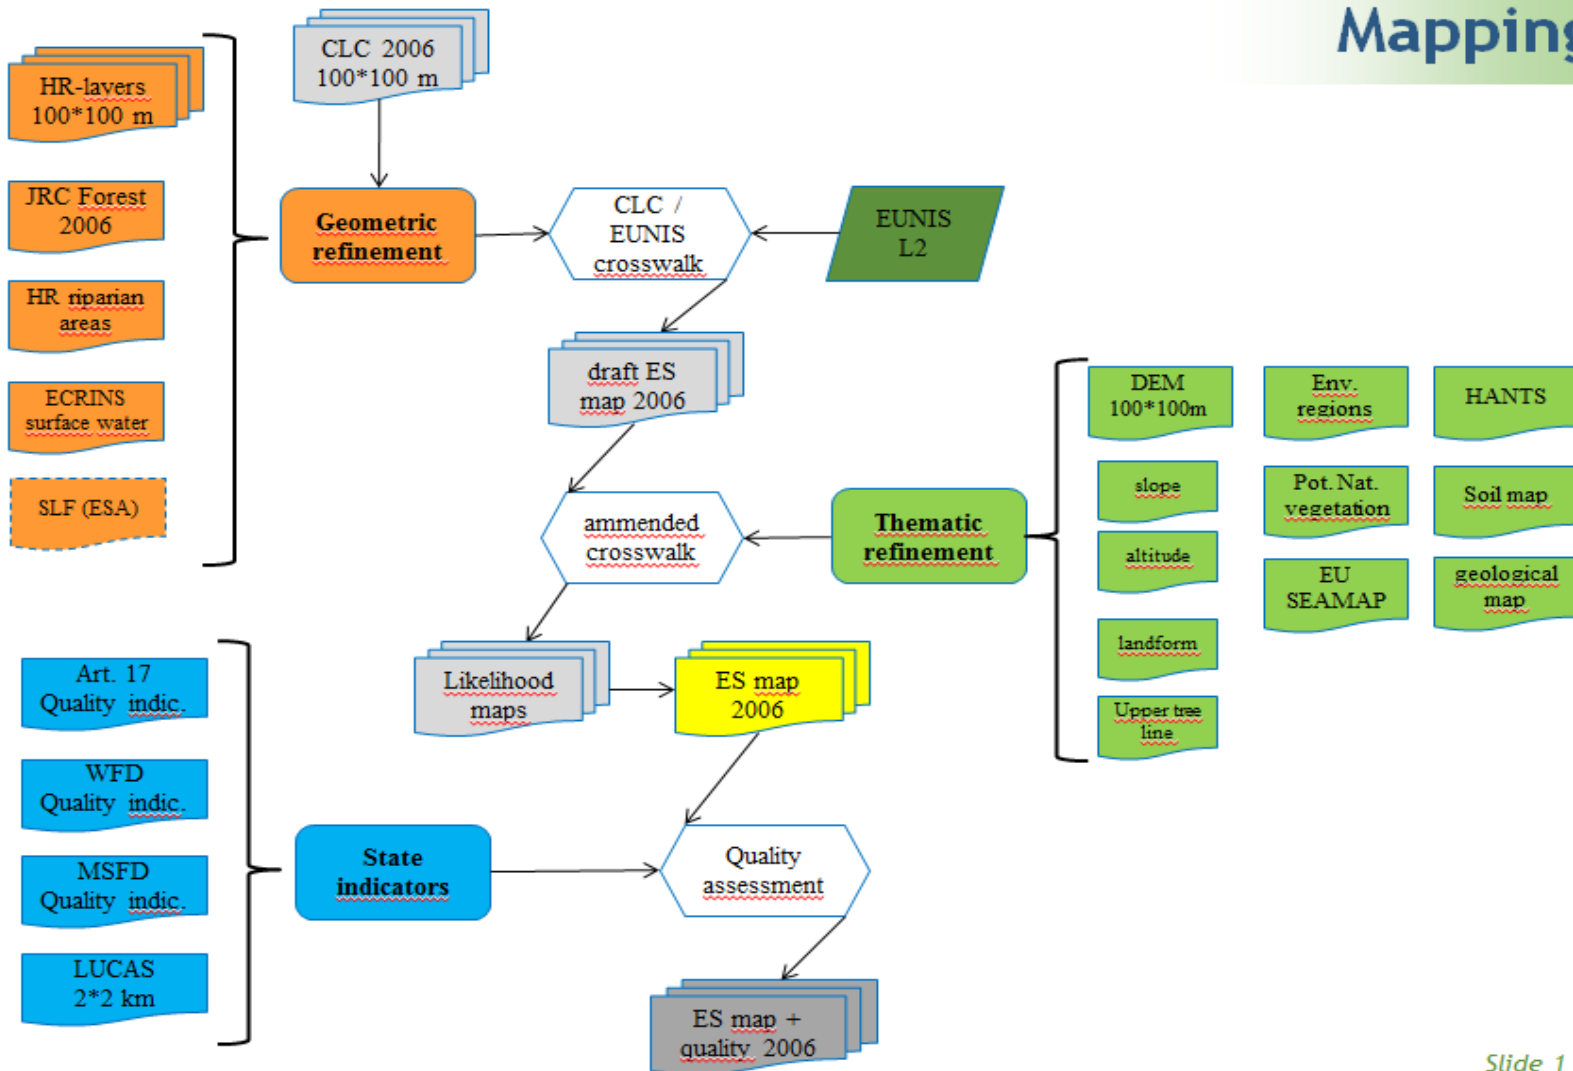 Mapping
CLC 2006
100*100 m
HR-layers
100*100 m
JRC Forest
2006
HR riparian
areas
ECRINS
surface water
SLF (ESA)
Geometric
refinement
CLC /
EUNIS
crosswalk
EUNIS
L2
draft ES
map 2006
ammended
crosswalk
Thematic
refinement
DEM
100*100m
slope
altitude
landform
Upper tree
line
Env.
regions
Pot. Nat.
vegetation
EU
SEAMAP
HANTS
Soil map
geological
map
Likelihood
maps
ES map
2006
Art. 17
Quality indic.
WFD
Quality indic.
MSFD
Quality indic.
LUCAS
2*2 km
State
indicators
Quality
assessment
ES map +
quality 2006
Slide 1